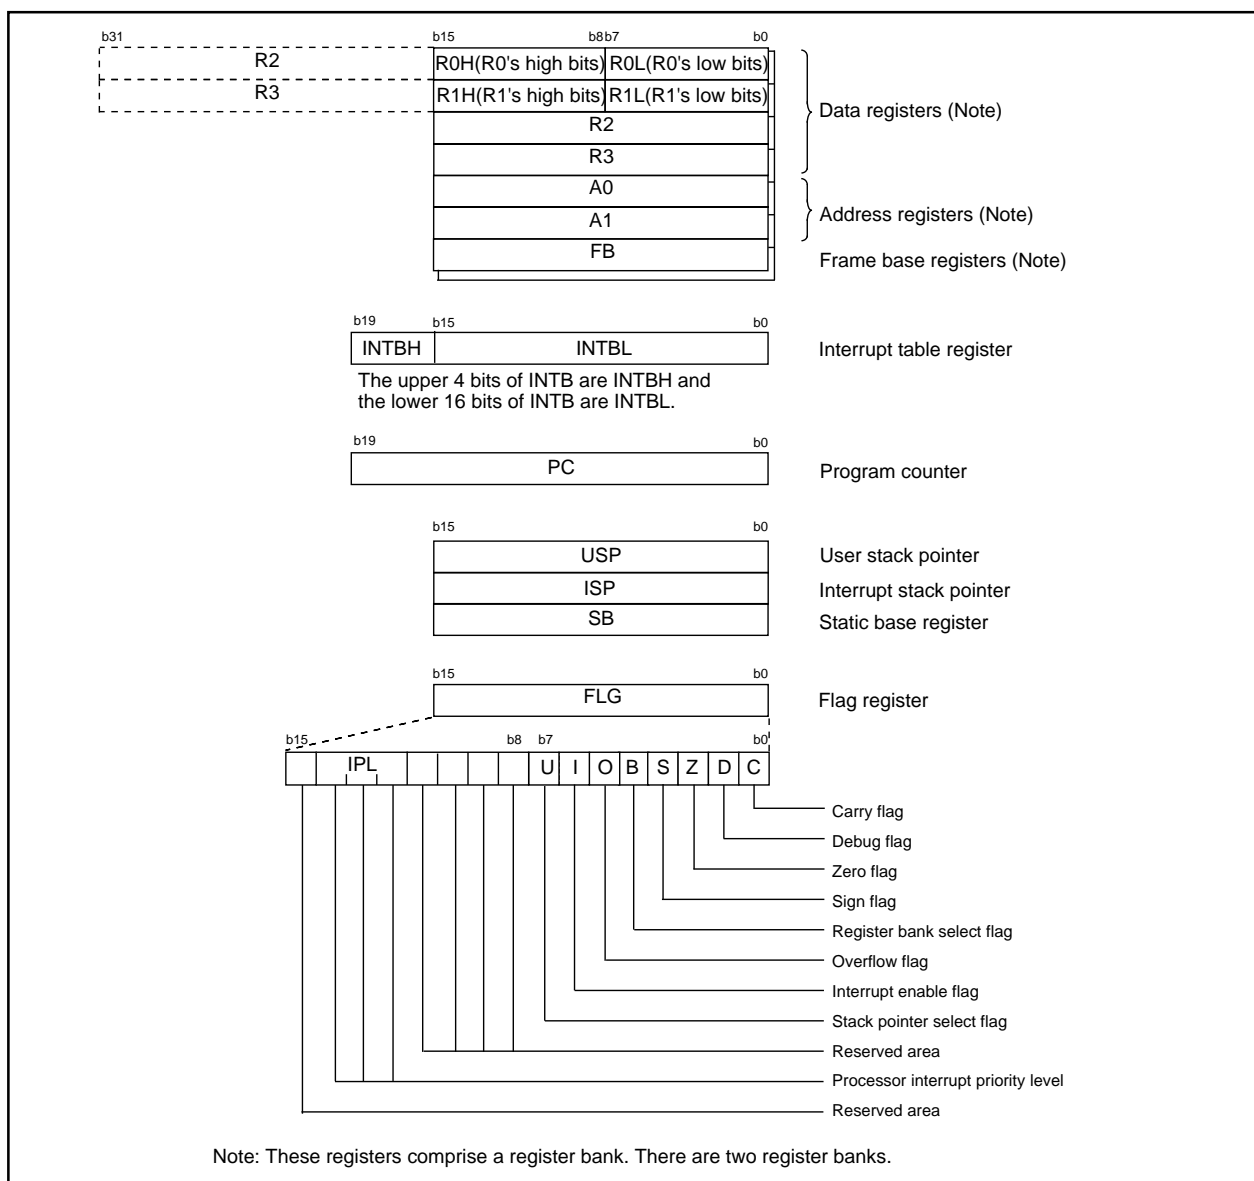 b31 b15 b8b7 b0
R2 R0H(R0's high bits) R0L(R0's low bits)
R3 R1H(R1's high bits) R1L(R1's low bits)
Data registers (Note)
R2
R3
A0
A1
Address registers (Note)
FB
Frame base registers (Note)
b19 b15 b0
INTBH INTBL Interrupt table register
The upper 4 bits of INTB are INTBH and
the lower 16 bits of INTB are INTBL.
b19 b0
PC Program counter
b15 b0
USP User stack pointer
ISP Interrupt stack pointer
SB Static base register
b15 b0
FLG Flag register
b15 b8 b7 b0
IPL U I O B S Z D C
Carry flag
Debug flag
Zero flag
Sign flag
Register bank select flag
Overflow flag
Interrupt enable flag
Stack pointer select flag
Reserved area
Processor interrupt priority level
Reserved area
Note: These registers comprise a register bank. There are two register banks.